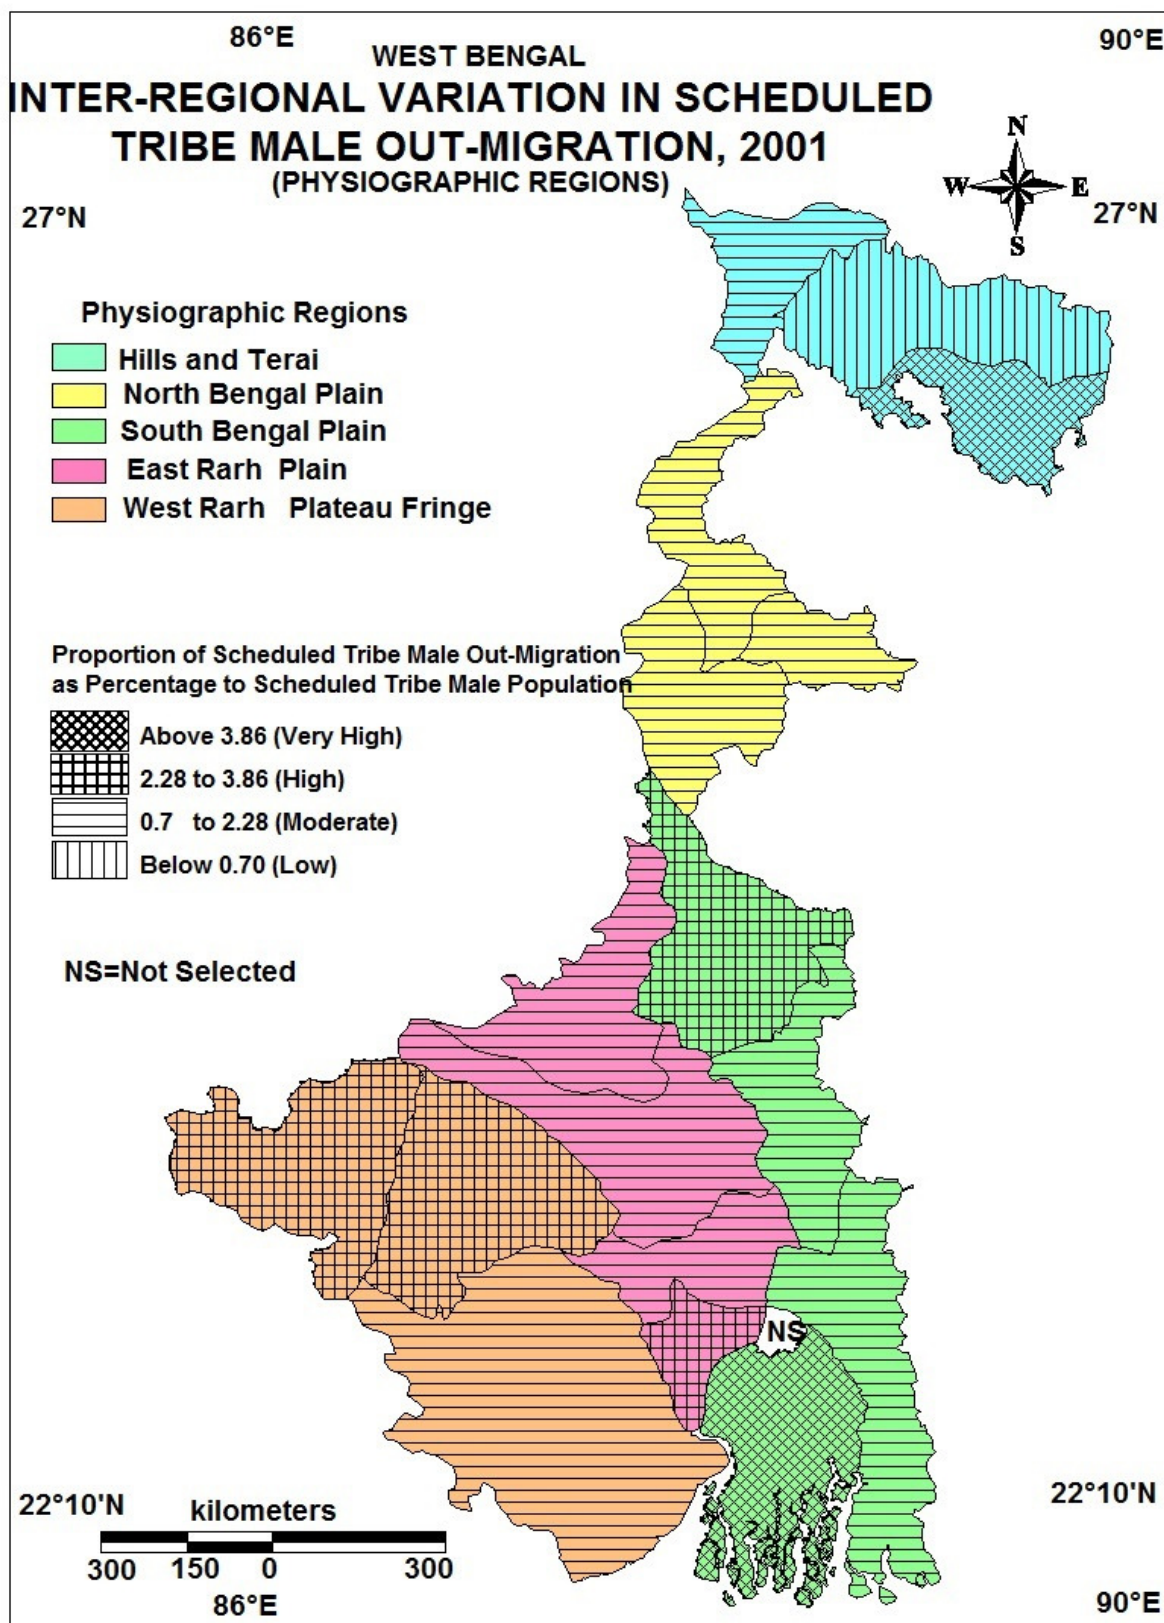 86°E
90°E
WEST BENGAL
INTER-REGIONAL VARIATION IN SCHEDULED
TRIBE MALE OUT-MIGRATION, 2001
(PHYSIOGRAPHIC REGIONS)
N
W E
S
27°N
27°N
Physiographic Regions
Hills and Terai
North Bengal Plain
South Bengal Plain
East Rarh Plain
West Rarh Plateau Fringe
Proportion of Scheduled Tribe Male Out-Migration
as Percentage to Scheduled Tribe Male Population
Above 3.86 (Very High)
2.28 to 3.86 (High)
0.7 to 2.28 (Moderate)
Below 0.70 (Low)
NS=Not Selected
NS
22°10'N
kilometers
22°10'N
300 150 0 300
86°E
90°E